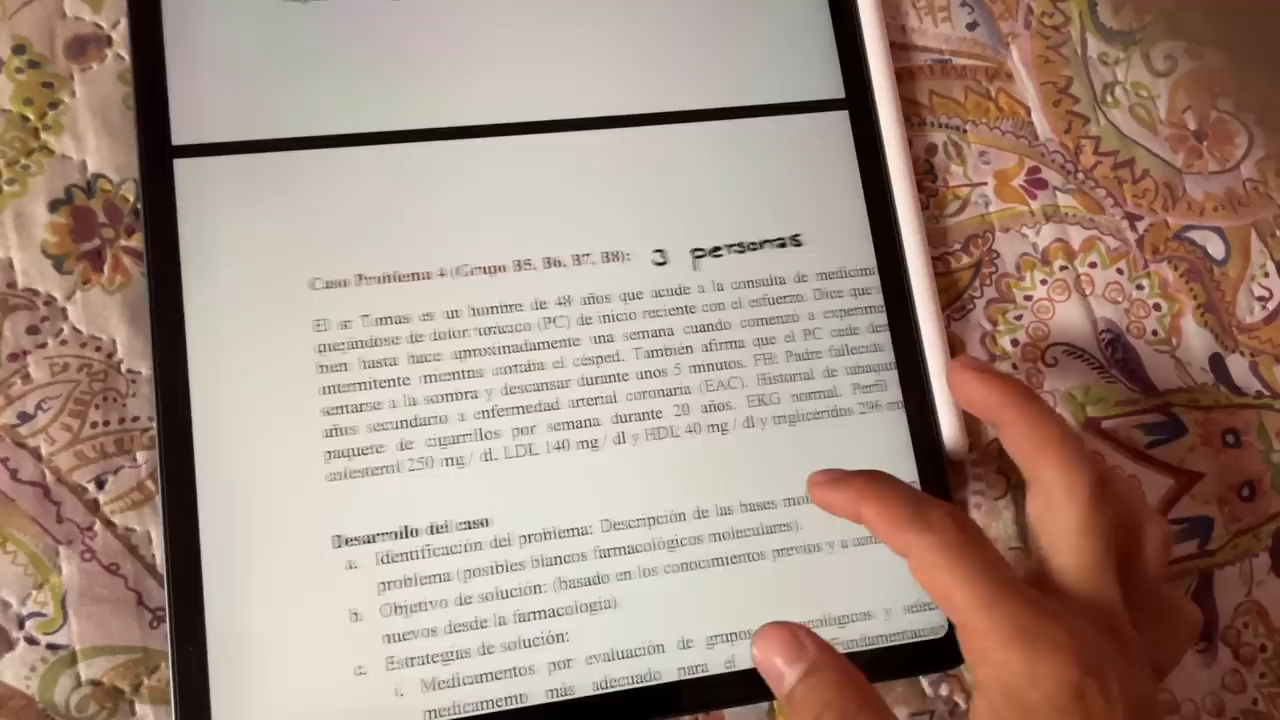 Caso Problema 4 (Grupo B5, B6, B7, B8): 3 personas
El sr Tomas es un hombre de 48 años que acude a la consulta de medicina
quejándose de dolor torácico (PC) de inicio reciente con el esfuerzo. Dice que
bien hasta hace aproximadamente una semana cuando comenzó a
intermitente mientras cortaba el césped. También afirma que el PC cede
sentarse a la sombra y descansar durante unos 5 minutos. FH: Padre
años secundario a enfermedad arterial coronaria (EAC). Historial de
paquete de cigarrillos por semana durante 20 años. EKG normal. Perfil
colesterol 250 mg / dl, LDL 140 mg / dl y HDL 40 mg / dl y triglicéridos 296
Desarrollo del caso
a. Identificación del problema: Descripción de las bases
problema (posibles blancos farmacológicos moleculares).
b. Objetivo de solución: (basado en los conocimientos previos y a
nuevos desde la farmacología)
c. Estrategias de solución:
i. Medicamentos por evaluación de grupos y
medicamento más adecuado para el